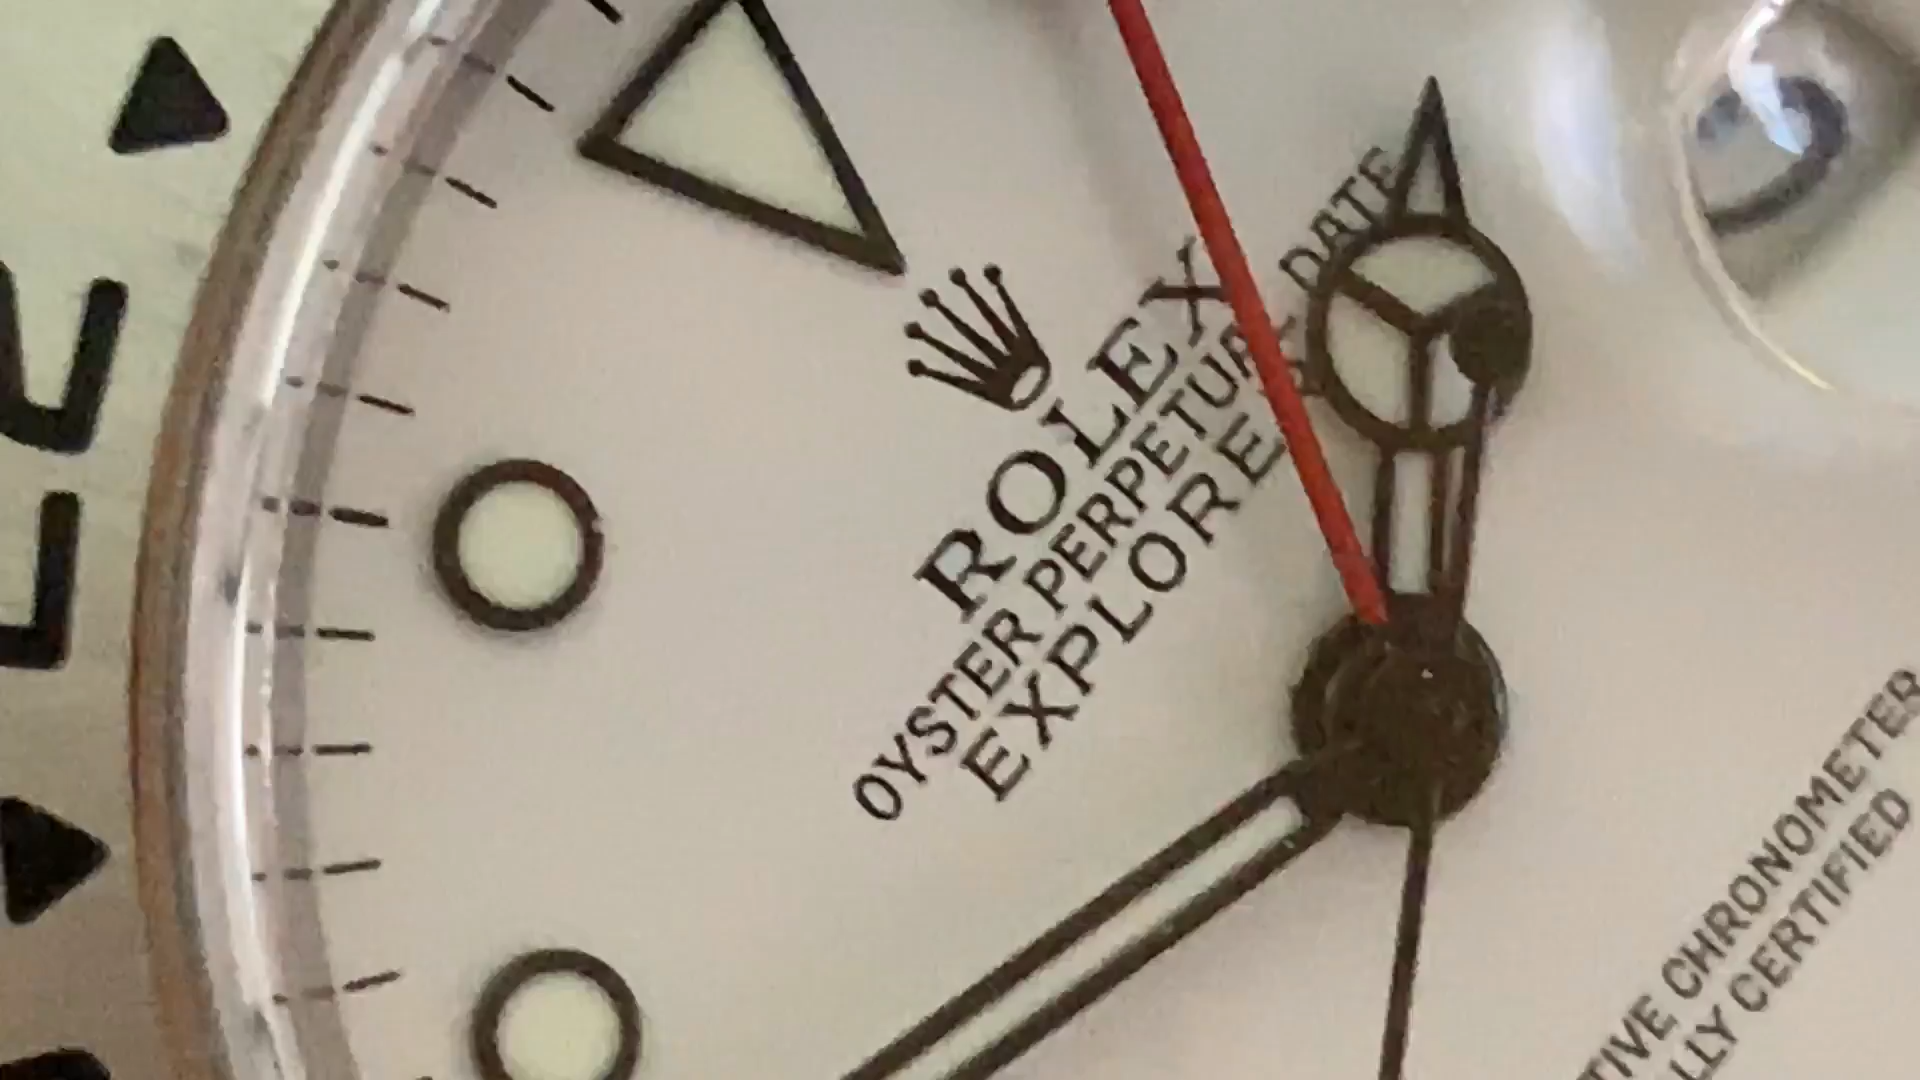 ROLEX
OYSTER PERPETUAL DATE
EXPLORER
CHRONOMETER
CERTIFIED